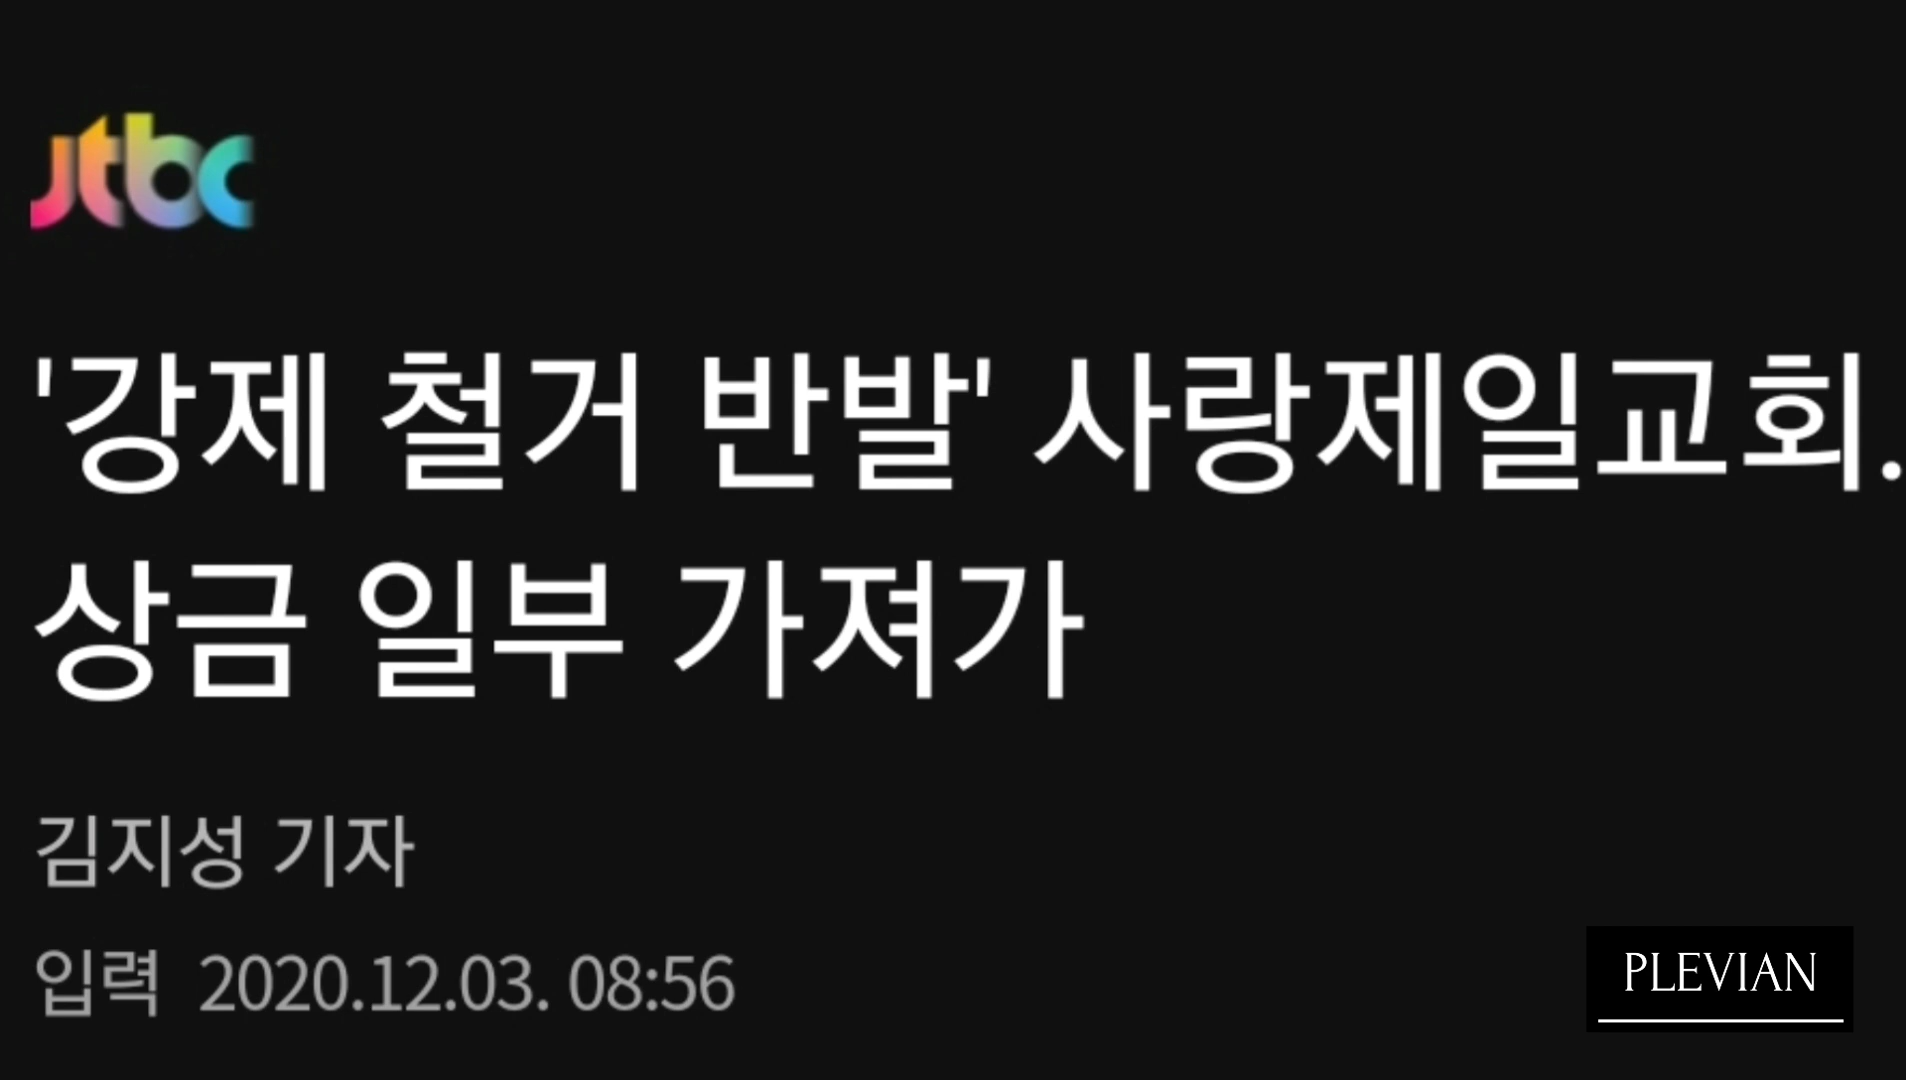 jtbc
'강제 철거 반발' 사랑제일교회.
상금 일부 가져가
김지성 기자
입력 2020.12.03. 08:56
PLEVIAN